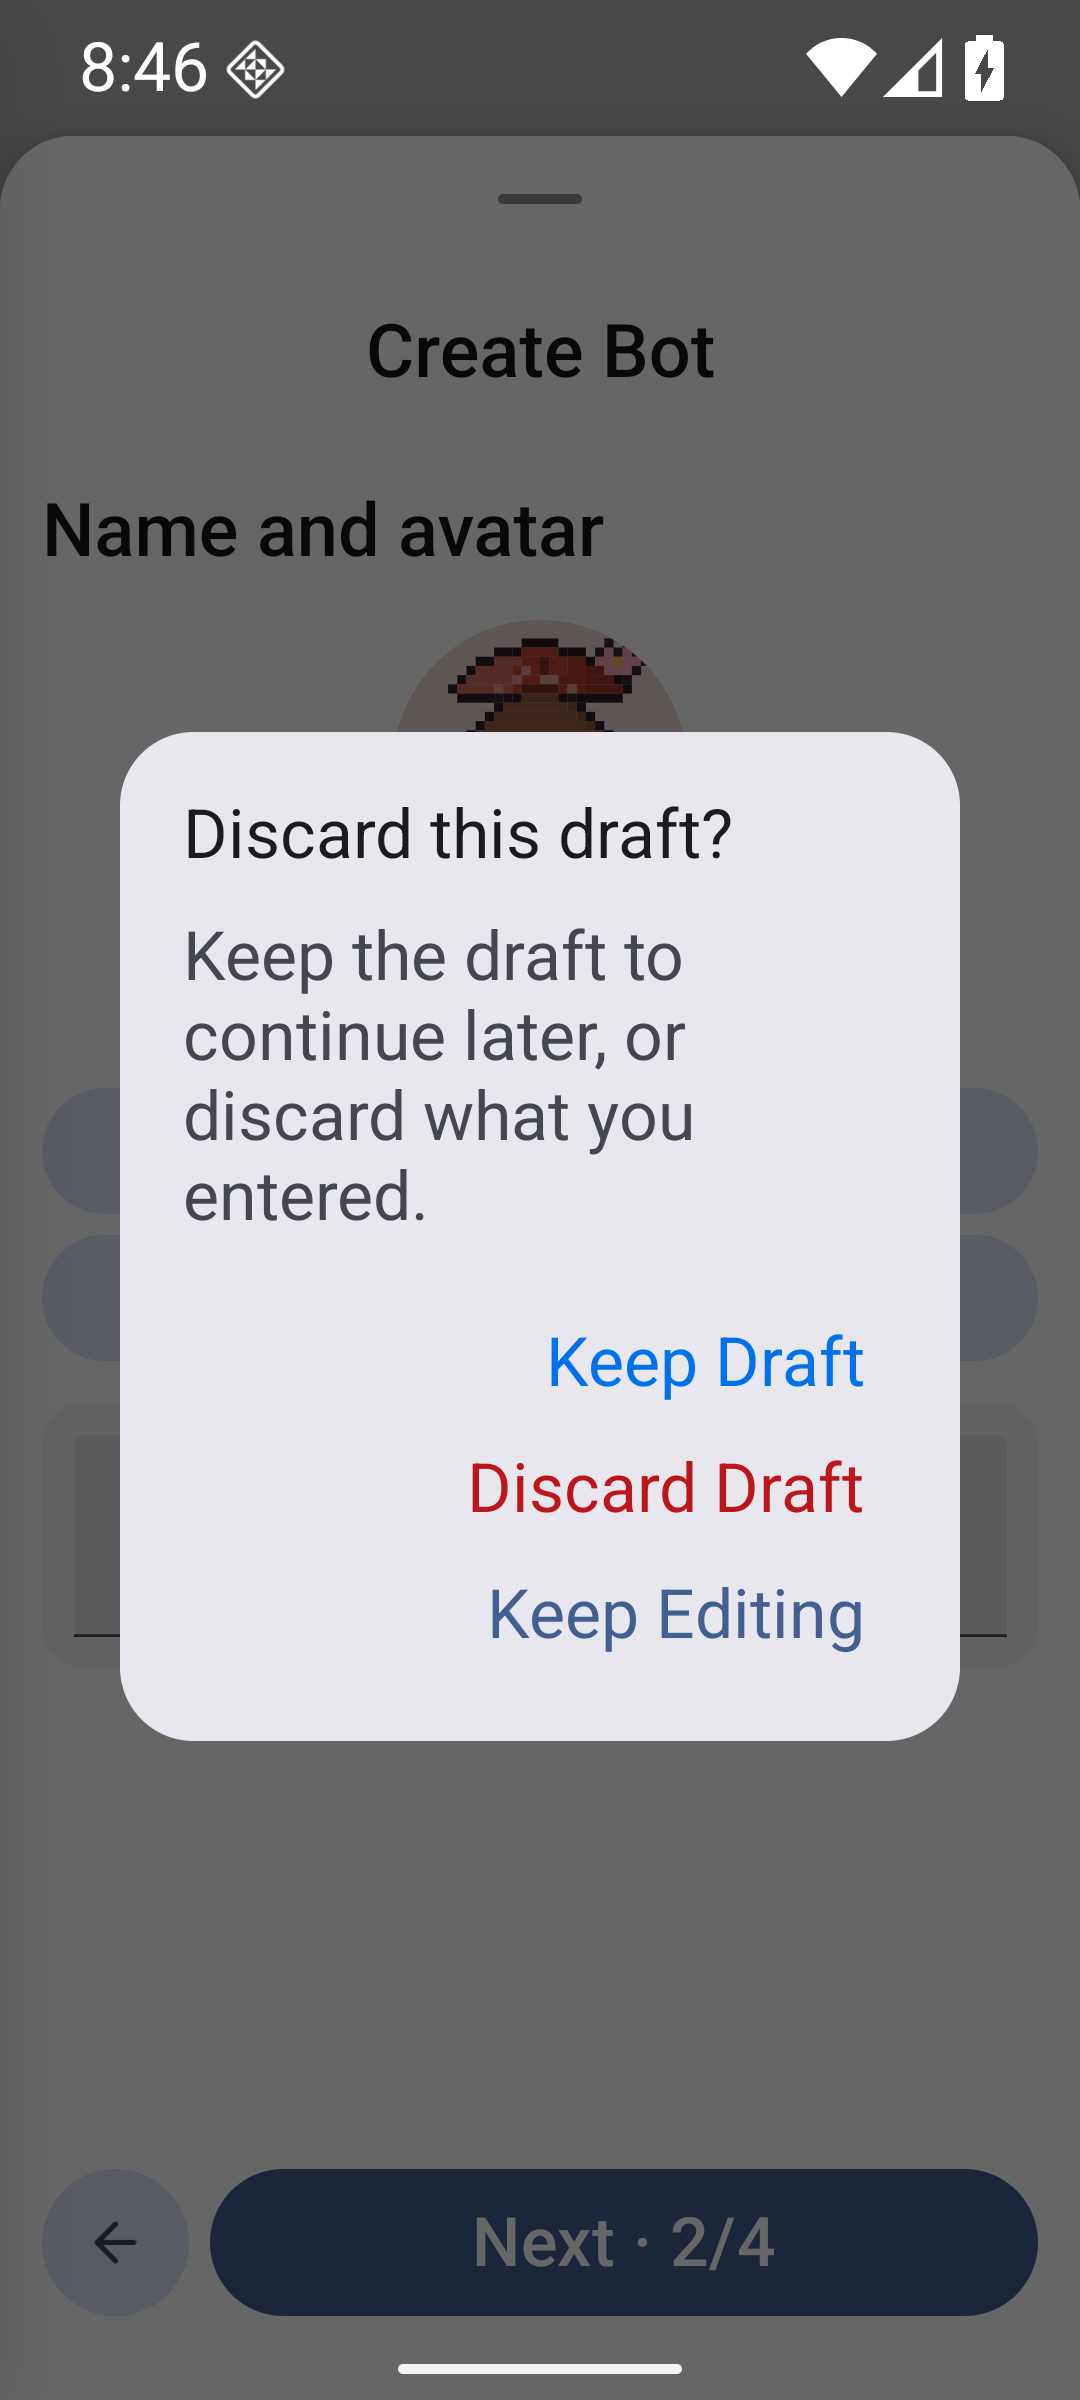 8:46
Create Bot
Name and avatar
Discard this draft?
Keep the draft to
continue later, or
discard what you
entered.
Keep Draft
Discard Draft
Keep Editing
Next · 2/4